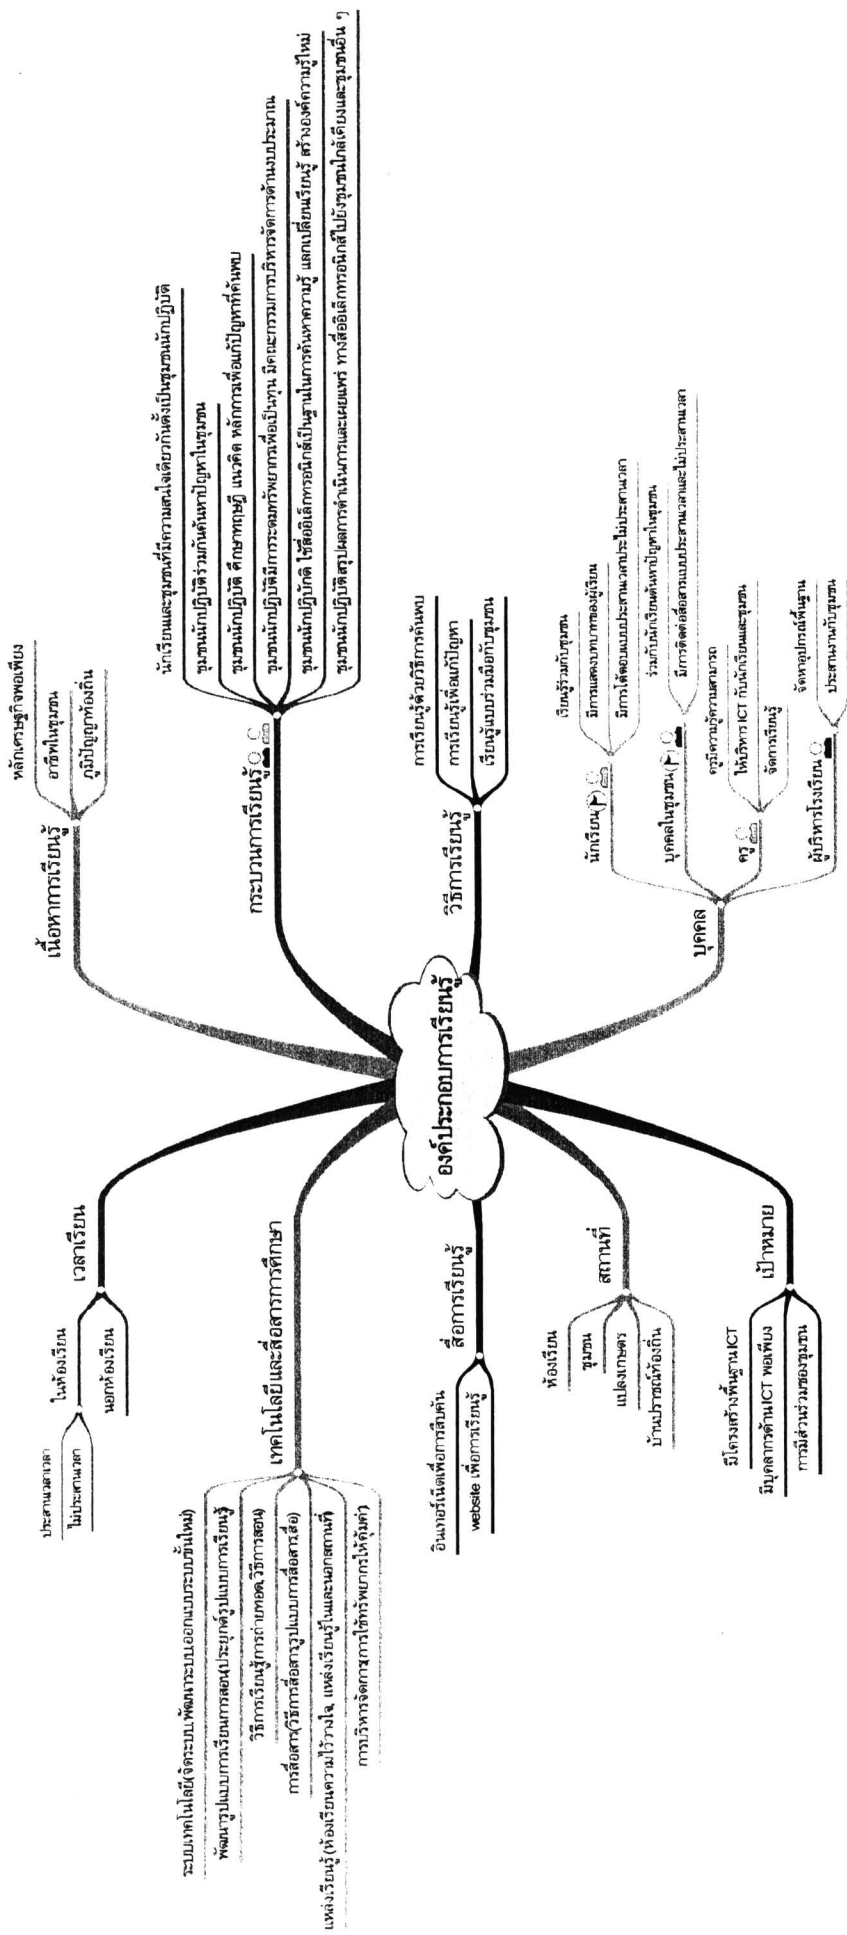 องค์ประกอบการเรียนรู้
เนื้อหาการเรียนรู้
หลักเศรษฐกิจพอเพียง
อาชีพในชุมชน
ภูมิปัญญาท้องถิ่น
กระบวนการเรียนรู้
นักเรียนและชุมชนที่มีความสนใจเดียวกันตั้งเป็นชุมชนนักปฏิบัติ
ชุมชนนักปฏิบัติร่วมกันค้นหาปัญหาในชุมชน
ชุมชนนักปฏิบัติ ศึกษาทฤษฎี แนวคิด หลักการเพื่อแก้ปัญหาที่ค้นพบ
ชุมชนนักปฏิบัติมีการระดมทรัพยากรเพื่อเป็นทุน มีคณะกรรมการบริหารจัดการด้านงบประมาณ
ชุมชนนักปฏิบักติ ใช้สื่ออิเล็กทรอนิกส์เป็นฐานในการค้นหาความรู้ แลกเปลี่ยนเรียนรู้ สร้างองค์ความรู้ใหม่
ชุมชนนักปฏิบัติสรุปผลการดำเนินการและเผยแพร่ ทางสื่ออิเล็กทรอนิกส์ไปยังชุมชนใกล้เคียงและชุมชนอื่น ๆ
วิธีการเรียนรู้
การเรียนรู้ด้วยวิธีการค้นพบ
การเรียนรู้เพื่อแก้ปัญหา
เรียนรู้แบบร่วมมือกับชุมชน
บุคคล
นักเรียน
เรียนรู้ร่วมกับชุมชน
มีการแสดงบทบาทของผู้เรียน
มีการโต้ตอบแบบประสานเวลาประไม่ประสานเวลา
บุคคลในชุมชน
ร่วมกับนักเรียนค้นหาปัญหาในชุมชน
มีการติดต่อสื่อสารแบบประสานเวลาและไม่ประสานเวลา
ครู
ครูมีความรู้ความสามารถ
ให้บริหาร ICT กับนักเรียนและชุมชน
จัดการเรียนรู้
ผู้บริหารโรงเรียน
จัดหาอุปกรณ์พื้นฐาน
ประสานงานกับชุมชน
เวลาเรียน
ในห้องเรียน
ประสานเวลาเวลา
ไม่ประสานเวลา
นอกห้องเรียน
เทคโนโลยีและสื่อสารการศึกษา
ระบบเทคโนโลยี(จัดระบบ,พัฒนาระบบ,ออกแบบระบบขึ้นใหม่)
พัฒนารูปแบบการเรียนการสอน(ประยุกต์รูปแบบการเรียนรู้
วิธีการเรียนรู้(การถ่ายทอด,วิธีการสอน)
การสื่อสาร(วิธีการสื่อสาร,รูปแบบการสื่อสาร,สื่อ)
แหล่งเรียนรู้ (ห้องเรียนความไว้วางใจ, แหล่งเรียนรู้ในและนอกสถานที่)
การบริหารจัดการ(การใช้ทรัพยากรให้คุ้มค่า)
สื่อการเรียนรู้
อินเทอร์เน็ตเพื่อการสืบค้น
website เพื่อการเรียนรู้
สถานที่
ห้องเรียน
ชุมชน
แปลงเกษตร
บ้านปราชญ์ท้องถิ่น
เป้าหมาย
มีโครงสร้างพื้นฐานICT
มีบุคลากรด้านICT พอเพียง
การมีส่วนร่วมของชุมชน